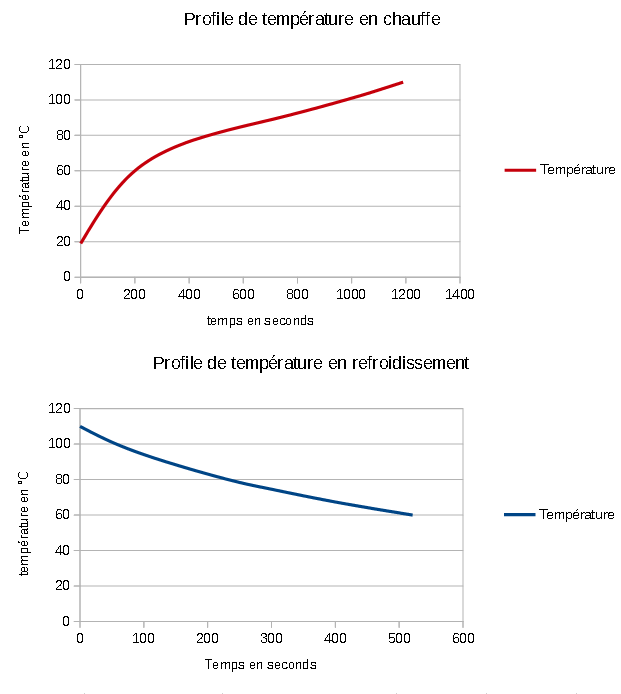 Profile de température en chauffe
120
100
80
60
40
20
0
Température en °C
0 200 400 600 800 1000 1200 1400
temps en seconds
Température
Profile de température en refroidissement
120
100
80
60
40
20
0
température en °C
0 100 200 300 400 500 600
Temps en seconds
Température